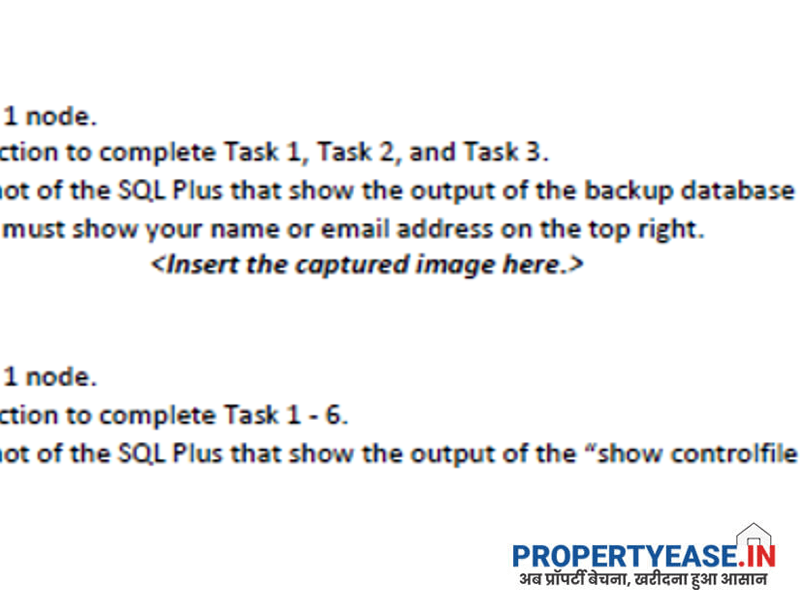 1 node.
ction to complete Task 1, Task 2, and Task 3.
not of the SQL Plus that show the output of the backup database
must show your name or email address on the top right.
<Insert the captured image here.>
1 node.
ction to complete Task 1 - 6.
not of the SQL Plus that show the output of the “show controlfile
PROPERTYEASE.IN
अब प्रॉपर्टी बेचना, खरीदना हुआ आसान